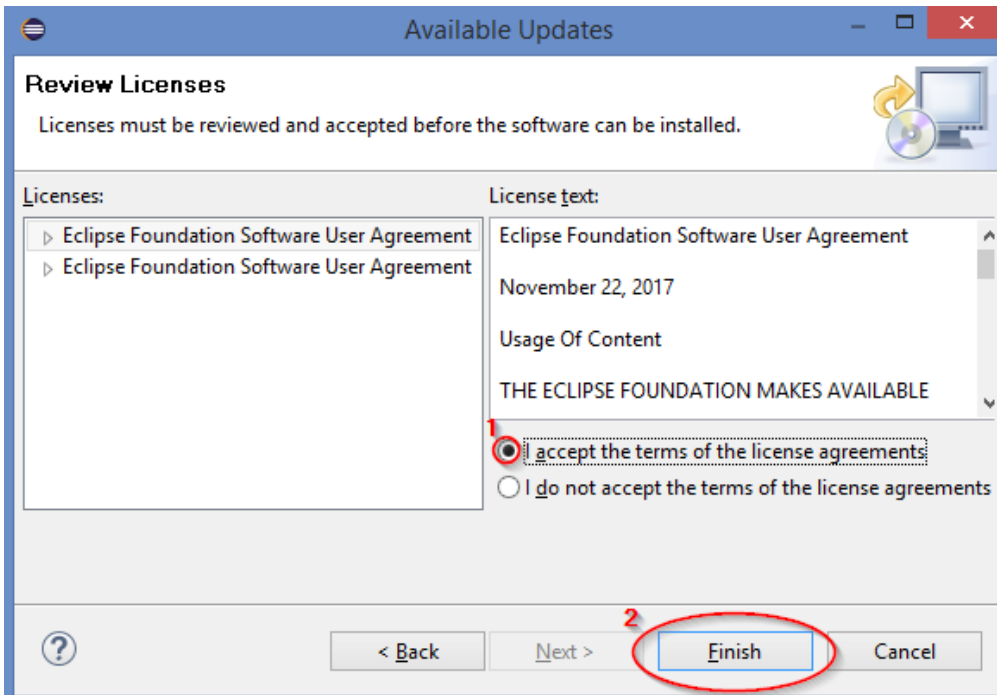 Available Updates
Review Licenses
Licenses must be reviewed and accepted before the software can be installed.
Licenses:
Eclipse Foundation Software User Agreement
Eclipse Foundation Software User Agreement
License text:
Eclipse Foundation Software User Agreement
November 22, 2017
Usage Of Content
THE ECLIPSE FOUNDATION MAKES AVAILABLE
1
I accept the terms of the license agreements
I do not accept the terms of the license agreements
2
? < Back Next > Finish Cancel